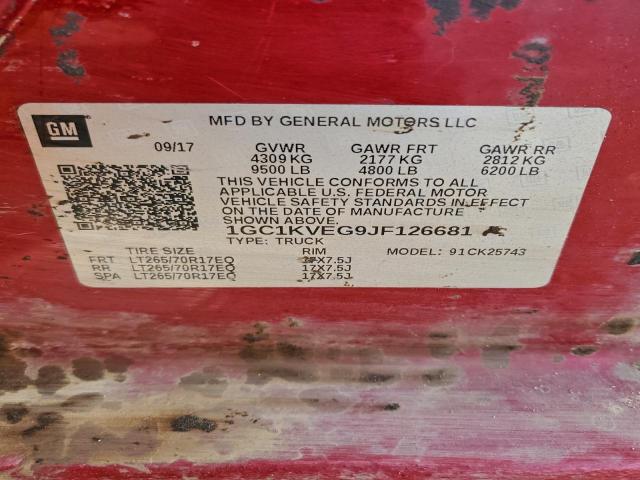 GM
MFD BY GENERAL MOTORS LLC
09/17 GVWR GAWR FRT GAWR RR
4309 KG 2177 KG 2812 KG
9500 LB 4800 LB 6200 LB
THIS VEHICLE CONFORMS TO ALL
APPLICABLE U.S. FEDERAL MOTOR
VEHICLE SAFETY STANDARDS IN EFFECT
ON THE DATE OF MANUFACTURE
SHOWN ABOVE.
1GC1KVEG9JF126681
TYPE: TRUCK MODEL: 91CK25743
TIRE SIZE RIM
FRT LT265/70R17EQ 17X7.5J
RR LT265/70R17EQ 17X7.5J
SPA LT265/70R17EQ 17X7.5J